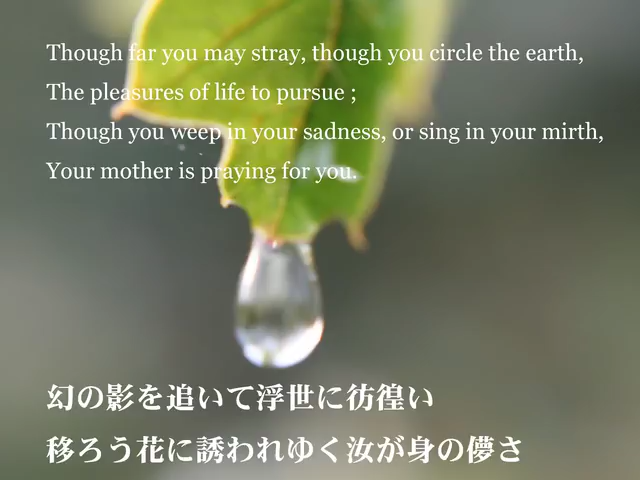 Though far you may stray, though you circle the earth,
The pleasures of life to pursue ;
Though you weep in your sadness, or sing in your mirth,
Your mother is praying for you.
幻の影を追いて浮世に彷徨い
移ろう花に誘われゆく汝が身の儚さ